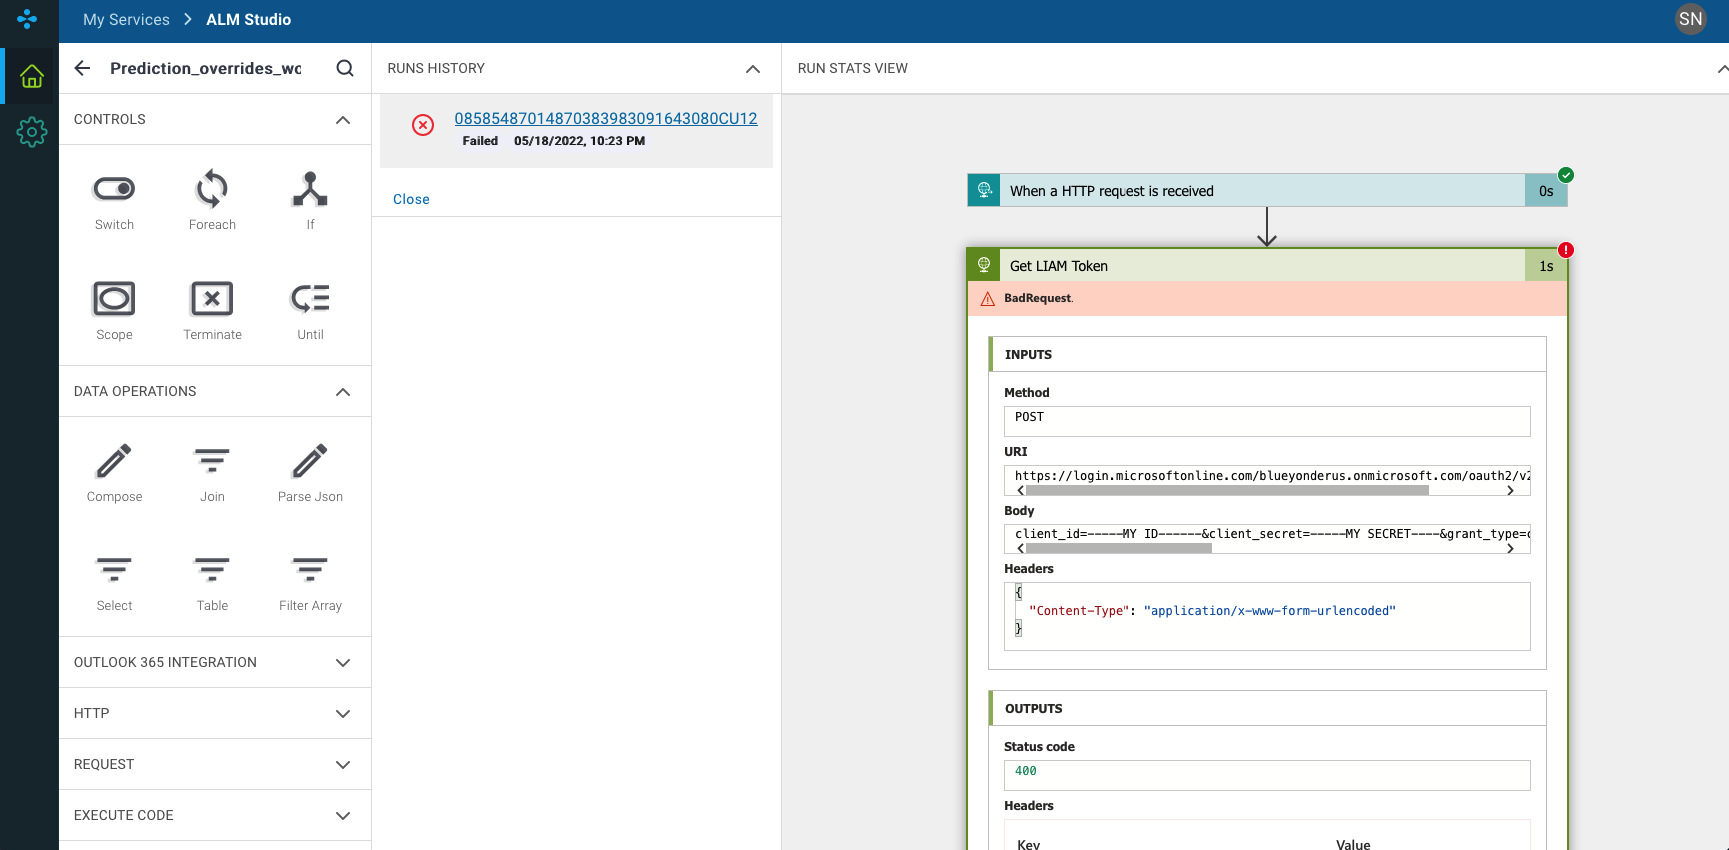 My Services > ALM Studio
SN
Prediction_overrides_wo
CONTROLS
Switch
Foreach
If
Scope
Terminate
Until
DATA OPERATIONS
Compose
Join
Parse Json
Select
Table
Filter Array
OUTLOOK 365 INTEGRATION
HTTP
REQUEST
EXECUTE CODE
RUNS HISTORY
08585487014870383983091643080CU12
Failed 05/18/2022, 10:23 PM
Close
RUN STATS VIEW
When a HTTP request is received 0s
Get LIAM Token 1s
BadRequest.
INPUTS
Method
POST
URI
https://login.microsoftonline.com/blueyonderus.onmicrosoft.com/oauth2/v2
Body
client_id=-----MY ID------&client_secret=-----MY SECRET----&grant_type=c
Headers
{
"Content-Type": "application/x-www-form-urlencoded"
}
OUTPUTS
Status code
400
Headers
Key Value